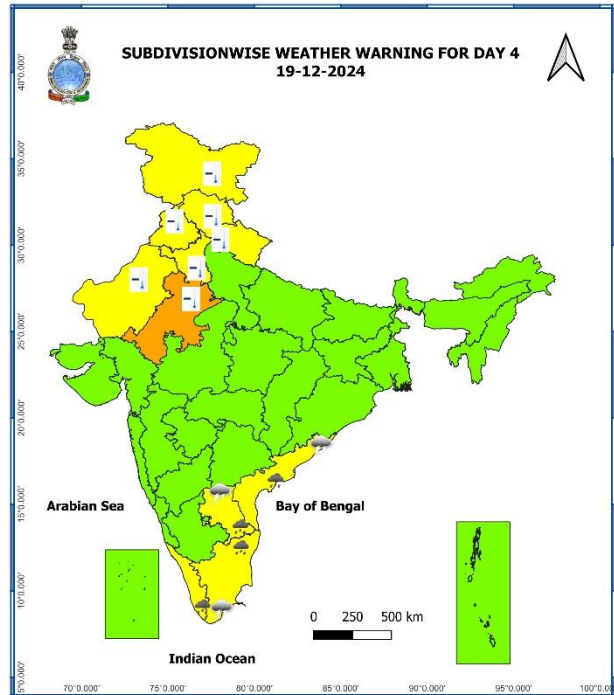 SUBDIVISIONWISE WEATHER WARNING FOR DAY 4
19-12-2024
40°0.000'
35°0.000'
30°0.000'
25°0.000'
20°0.000'
15°0.000'
10°0.000'
5°0.000'
Arabian Sea
Bay of Bengal
0 250 500 km
Indian Ocean
70°0.000' 75°0.000' 80°0.000' 85°0.000' 90°0.000' 95°0.000' 100°0.0